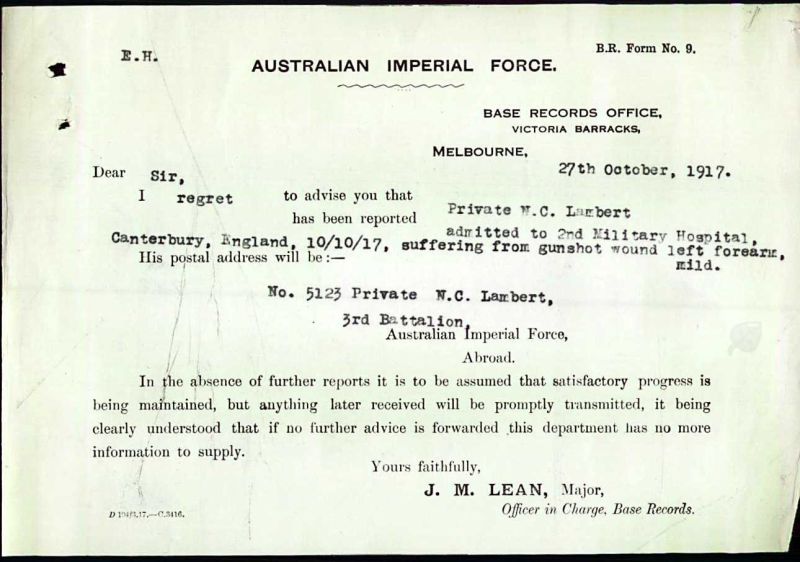 E.H.
B.R. Form No. 9.
AUSTRALIAN IMPERIAL FORCE.
BASE RECORDS OFFICE,
VICTORIA BARRACKS,
MELBOURNE,
27th October, 1917.
Dear Sir,
I regret to advise you that
Private W.C. Lambert
has been reported
admitted to 2nd Military Hospital,
Canterbury, England, 10/10/17, suffering from gunshot wound left forearm,
mild.
His postal address will be:—
No. 5123 Private W.C. Lambert,
3rd Battalion,
Australian Imperial Force,
Abroad.
In the absence of further reports it is to be assumed that satisfactory progress is
being maintained, but anything later received will be promptly transmitted, it being
clearly understood that if no further advice is forwarded this department has no more
information to supply.
Yours faithfully,
J. M. LEAN, Major,
Officer in Charge, Base Records.